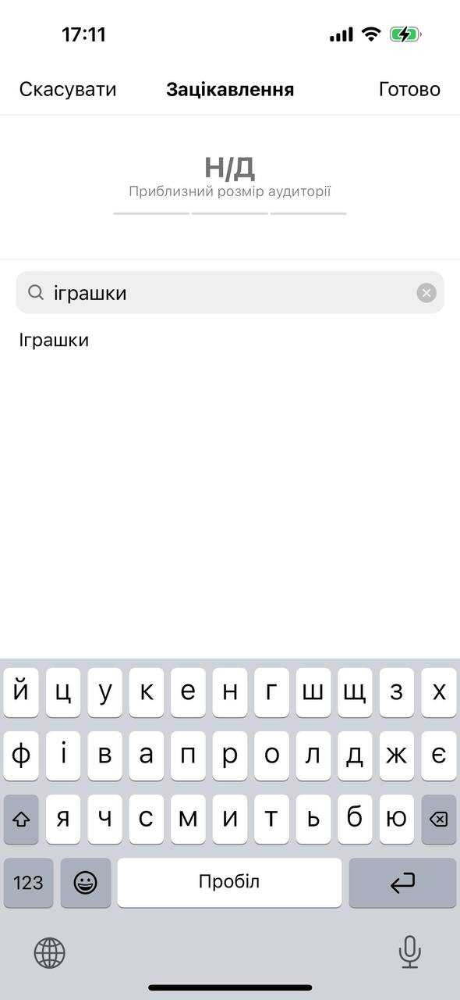 17:11
Скасувати Зацікавлення Готово
Н/Д
Приблизний розмір аудиторії
іграшки
Іграшки
й ц у к е н г ш щ з х
ф і в а п р о л д ж є
я ч с м и т ь б ю
123 Пробіл